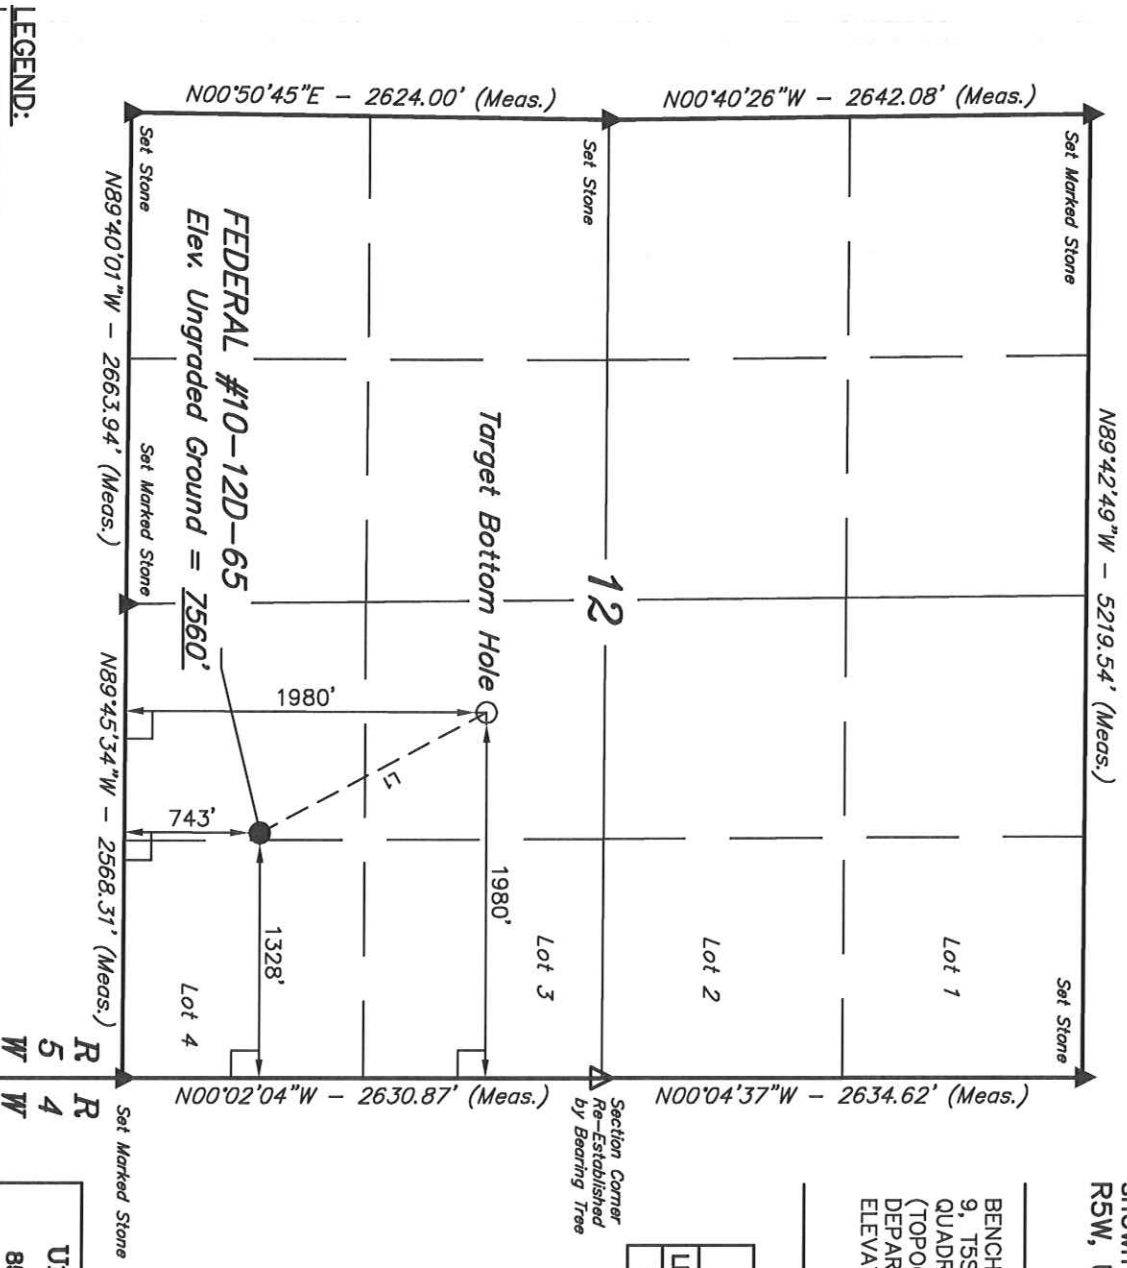 N89°42'49"W - 5219.54' (Meas.)
Set Marked Stone
Set Stone
N00°40'26"W - 2642.08' (Meas.)
N00°04'37"W - 2634.62' (Meas.)
Lot 1
Lot 2
Set Stone
12
Section Corner
Re-Established
by Bearing Tree
Lot 3
Target Bottom Hole
1980'
1980'
L1
N00°50'45"E - 2624.00' (Meas.)
N00°02'04"W - 2630.87' (Meas.)
FEDERAL #10-12D-65
Elev. Ungraded Ground = 7560'
1328'
743'
Lot 4
Set Stone
Set Marked Stone
Set Marked Stone
N89°40'01"W - 2663.94' (Meas.)
N89°45'34"W - 2568.31' (Meas.)
R R
5 4
W W
LEGEND:
R5W,
BENCH
9, T5S
QUADR
(TOPO
DEPAR
ELEVA